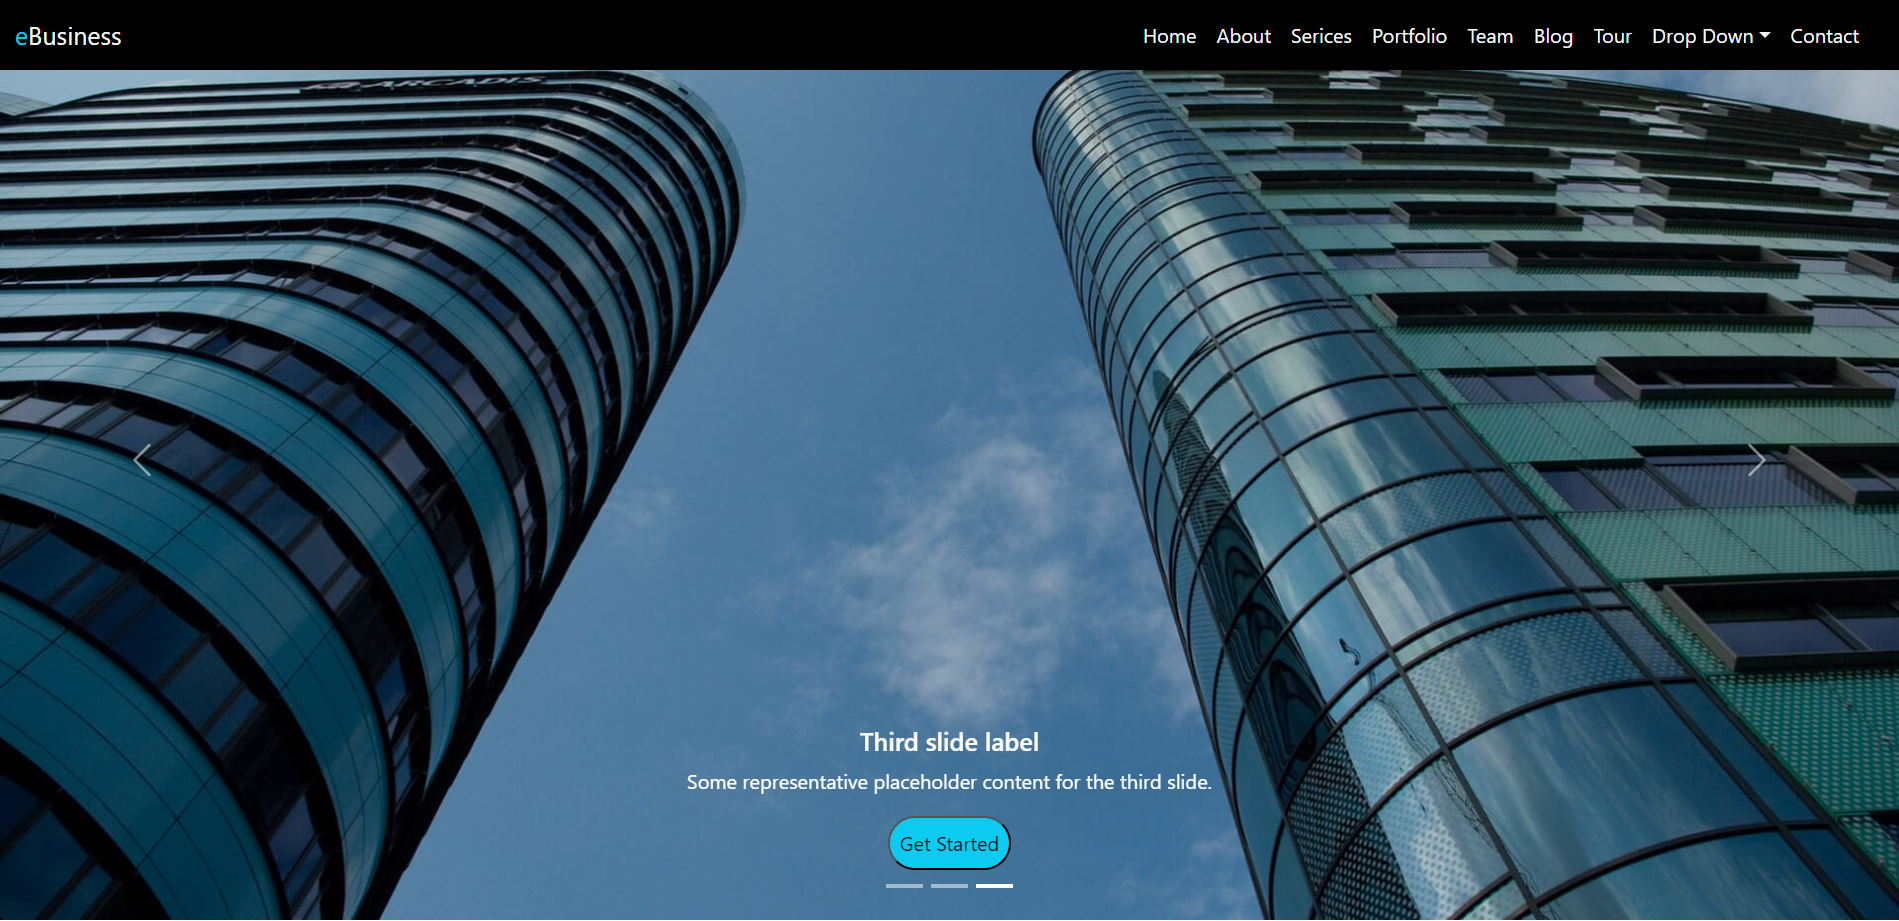 eBusiness
Home About Serices Portfolio Team Blog Tour Drop Down Contact
ARCADIS
Third slide label
Some representative placeholder content for the third slide.
Get Started